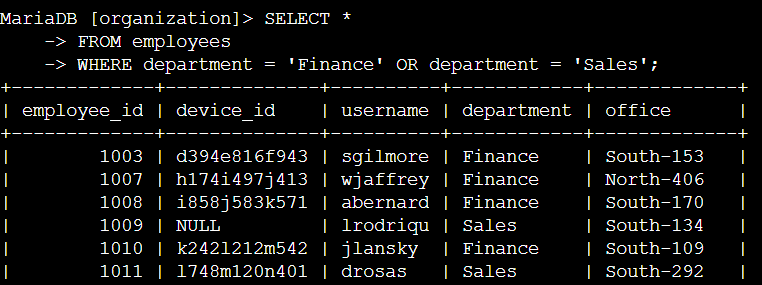 MariaDB [organization]> SELECT *
    -> FROM employees
    -> WHERE department = 'Finance' OR department = 'Sales';
+-------------+--------------+----------+------------+-------------+
| employee_id | device_id    | username | department | office      |
+-------------+--------------+----------+------------+-------------+
|        1003 | d394e816f943 | sgilmore | Finance    | South-153   |
|        1007 | h174i497j413 | wjaffrey | Finance    | North-406   |
|        1008 | i858j583k571 | abernard | Finance    | South-170   |
|        1009 | NULL         | lrodriqu | Sales      | South-134   |
|        1010 | k242l212m542 | jlansky  | Finance    | South-109   |
|        1011 | l748m120n401 | drosas   | Sales      | South-292   |